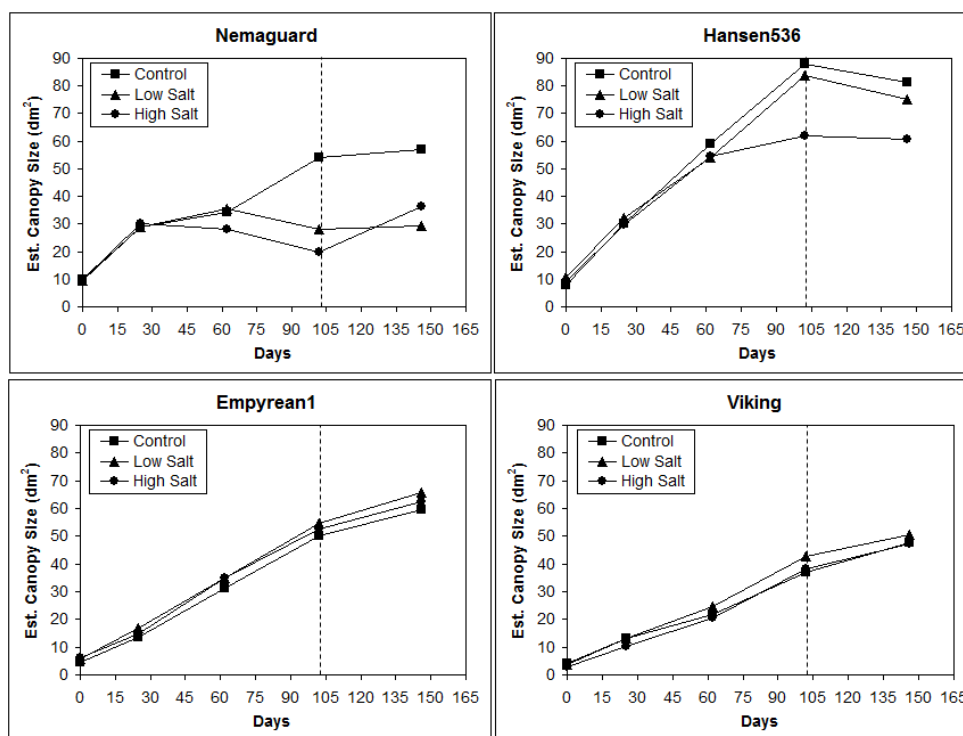 Nemaguard
Est. Canopy Size (dm²)
90
80
70
60
50
40
30
20
10
0
Control
Low Salt
High Salt
0 15 30 45 60 75 90 105 120 135 150 165
Days
Hansen536
Est. Canopy Size (dm²)
90
80
70
60
50
40
30
20
10
0
Control
Low Salt
High Salt
0 15 30 45 60 75 90 105 120 135 150 165
Days
Empyrean1
Est. Canopy Size (dm²)
90
80
70
60
50
40
30
20
10
0
Control
Low Salt
High Salt
0 15 30 45 60 75 90 105 120 135 150 165
Days
Viking
Est. Canopy Size (dm²)
90
80
70
60
50
40
30
20
10
0
Control
Low Salt
High Salt
0 15 30 45 60 75 90 105 120 135 150 165
Days